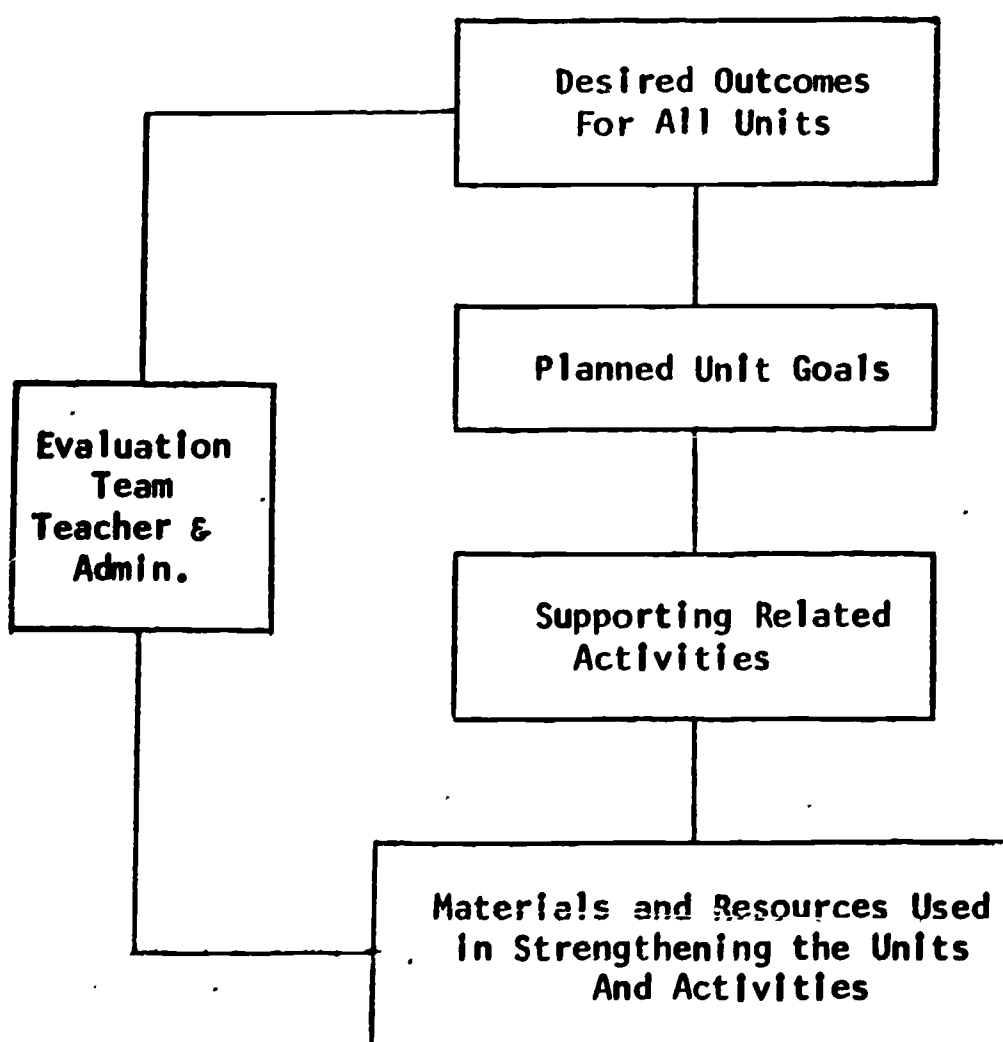 Desired Outcomes
For All Units
Planned Unit Goals
Evaluation
Team
Teacher &
Admin.
Supporting Related
Activities
Materials and Resources Used
in Strengthening the Units
And Activities